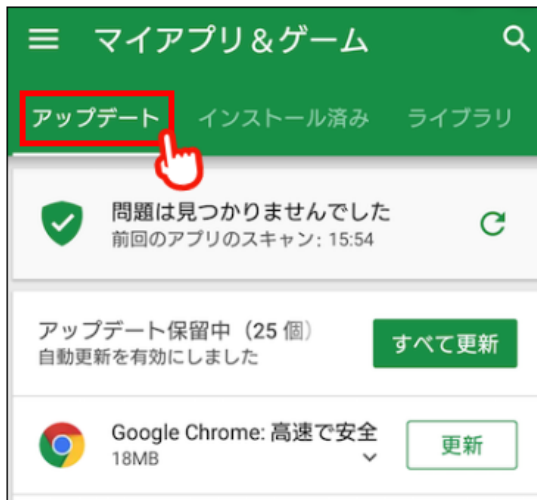 マイアプリ＆ゲーム
アップデート インストール済み ライブラリ
問題は見つかりませんでした
前回のアプリのスキャン: 15:54
アップデート保留中（25 個）
自動更新を有効にしました
すべて更新
Google Chrome: 高速で安全
18MB
更新